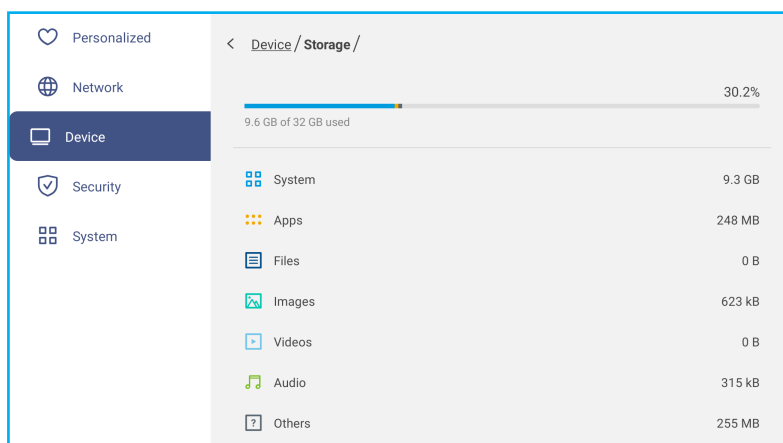 Personalized
Network
Device
Security
System
< Device / Storage /
30.2%
9.6 GB of 32 GB used
System 9.3 GB
Apps 248 MB
Files 0 B
Images 623 kB
Videos 0 B
Audio 315 kB
? Others 255 MB